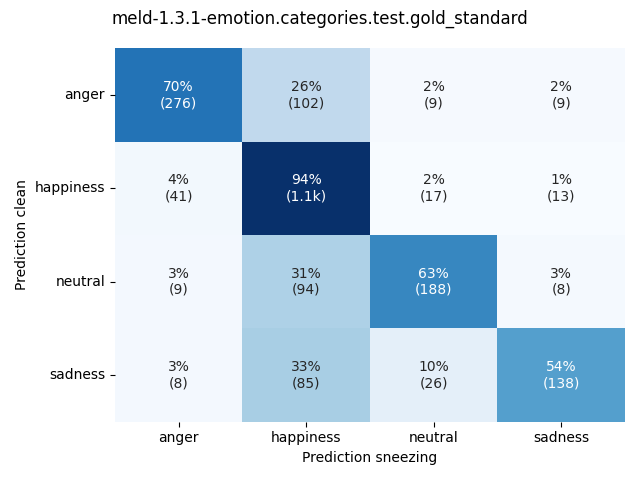 meld-1.3.1-emotion.categories.test.gold_standard
Prediction clean
anger
70%
(276)
26%
(102)
2%
(9)
2%
(9)
happiness
4%
(41)
94%
(1.1k)
2%
(17)
1%
(13)
neutral
3%
(9)
31%
(94)
63%
(188)
3%
(8)
sadness
3%
(8)
33%
(85)
10%
(26)
54%
(138)
anger
happiness
neutral
sadness
Prediction sneezing